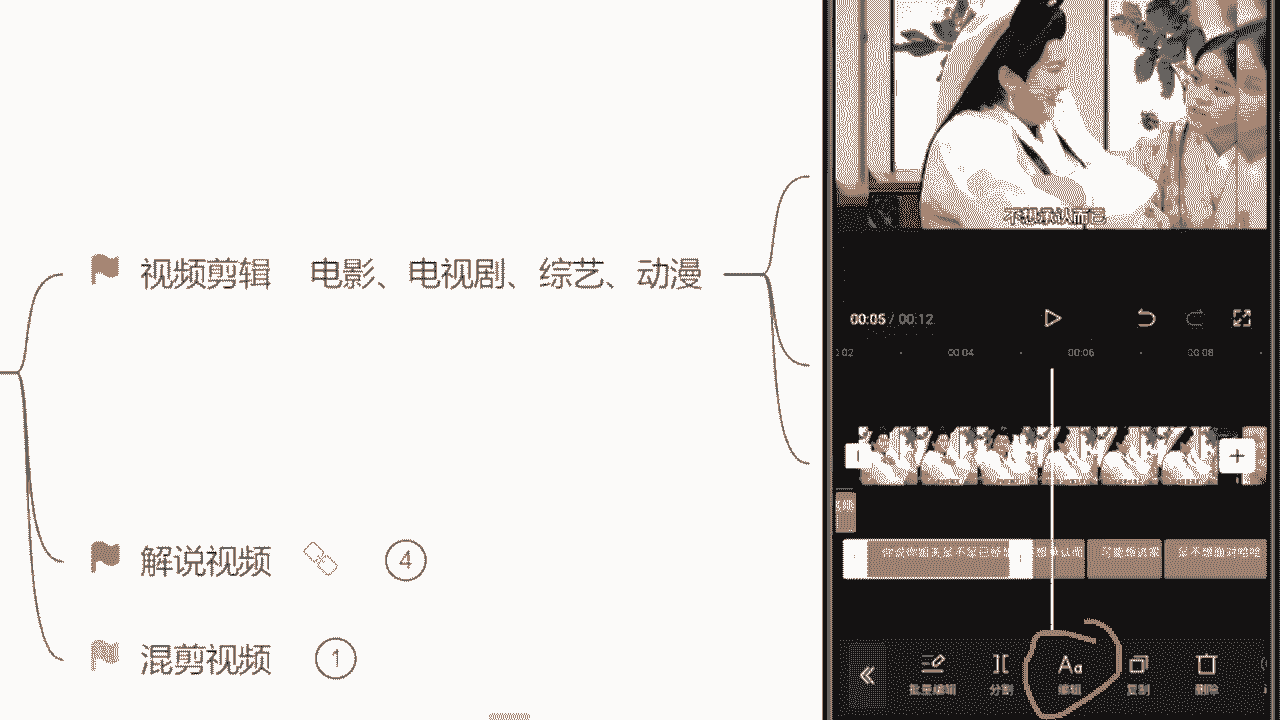 视频剪辑 电影、电视剧、综艺、动漫
解说视频 4
混剪视频 1
不想承认而已
00:05 / 00:12
00:04 00:06 00:08
批量编辑 分割 Aa 编辑 复制 删除